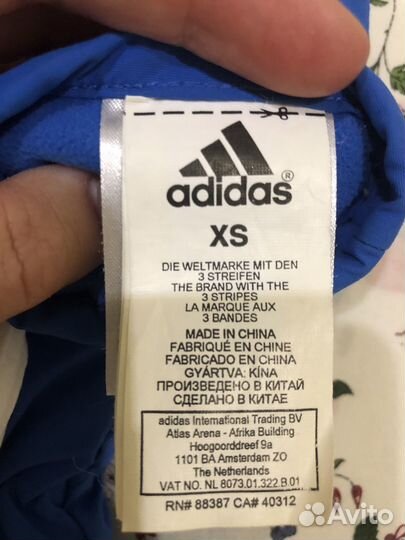 adidas®
XS
DIE WELTMARKE MIT DEN
3 STREIFEN
THE BRAND WITH THE
3 STRIPES
LA MARQUE AUX
3 BANDES
MADE IN CHINA
FABRIQUÉ EN CHINE
FABRICADO EN CHINA
GYÁRTVA: KÍNA
ПРОИЗВЕДЕНО В КИТАЙ
СДЕЛАНО В КИТАЕ
adidas International Trading BV
Atlas Arena - Afrika Building
Hoogoorddreef 9a
1101 BA Amsterdam ZO
The Netherlands
VAT NO. NL 8073.01.322.B.01
RN# 88387 CA# 40312
Avito